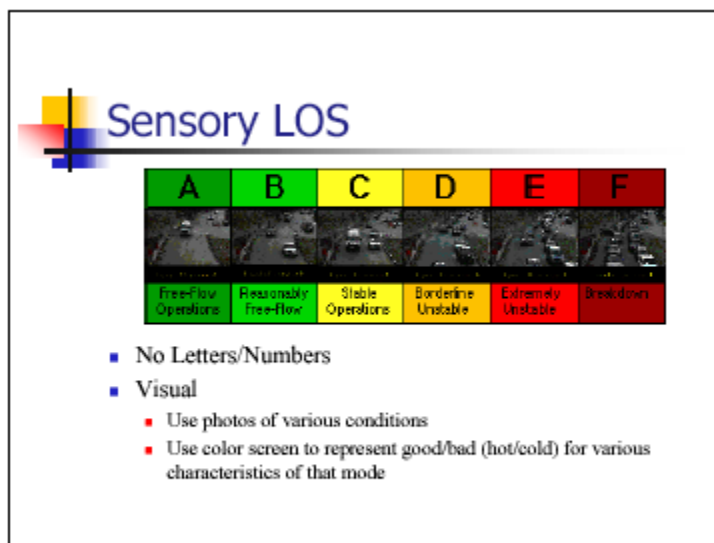 Sensory LOS
A B C D E F
Free-Flow Reasonably Stable Borderline Extremely Breakdown
Operations Free-Flow Operations Unstable Unstable
No Letters/Numbers
Visual
Use photos of various conditions
Use color screen to represent good/bad (hot/cold) for various
characteristics of that mode